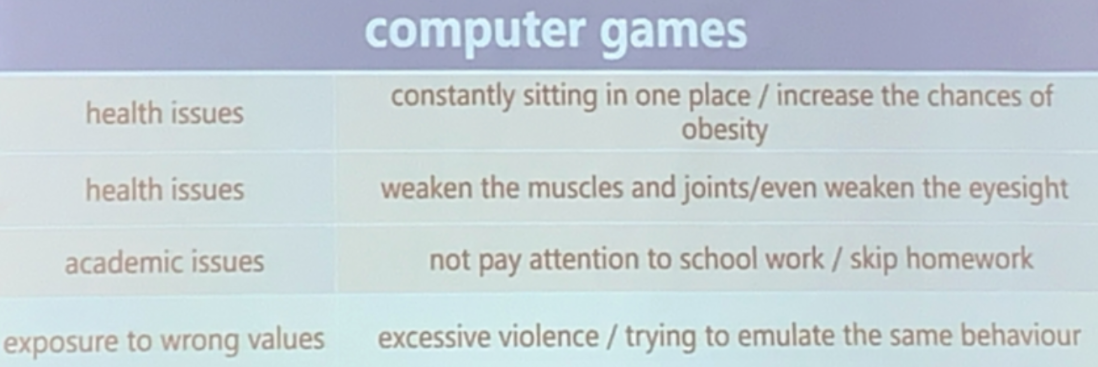 computer games
health issues
constantly sitting in one place / increase the chances of
obesity
health issues
weaken the muscles and joints/even weaken the eyesight
academic issues
not pay attention to school work / skip homework
exposure to wrong values
excessive violence / trying to emulate the same behaviour